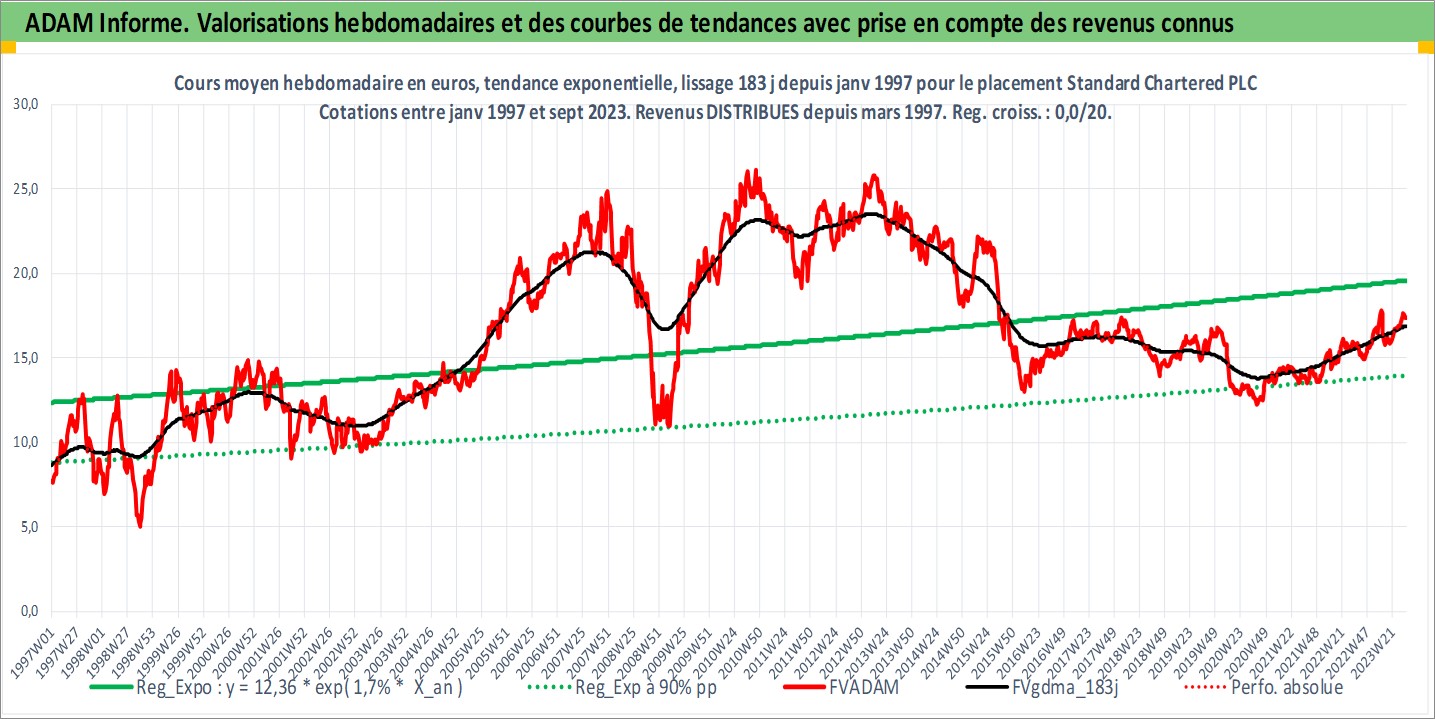 ADAM Informe. Valorisations hebdomadaires et des courbes de tendances avec prise en compte des revenus connus
Cours moyen hebdomadaire en euros, tendance exponentielle, lissage 183 j depuis janv 1997 pour le placement Standard Chartered PLC
Cotations entre janv 1997 et sept 2023. Revenus DISTRIBUES depuis mars 1997. Reg. croiss. : 0,0/20.
30,0
25,0
20,0
15,0
10,0
5,0
0,0
1997W01
1997W27
1998W01
1998W27
1998W53
1999W26
1999W52
2000W26
2000W52
2001W26
2001W52
2002W26
2002W52
2003W26
2003W52
2004W26
2004W52
2005W25
2005W51
2006W25
2006W51
2007W25
2007W51
2008W25
2008W51
2009W25
2009W51
2010W24
2010W50
2011W24
2011W50
2012W24
2012W50
2013W24
2013W50
2014W24
2014W50
2015W24
2015W50
2016W23
2016W49
2017W23
2017W49
2018W23
2018W49
2019W23
2019W49
2020W23
2020W49
2021W22
2021W48
2022W21
2022W47
2023W21
Reg_Expo : y = 12,36 * exp( 1,7% * X_an )
Reg_Exp à 90% pp
FVADAM
FVgdma_183j
Perfo. absolue